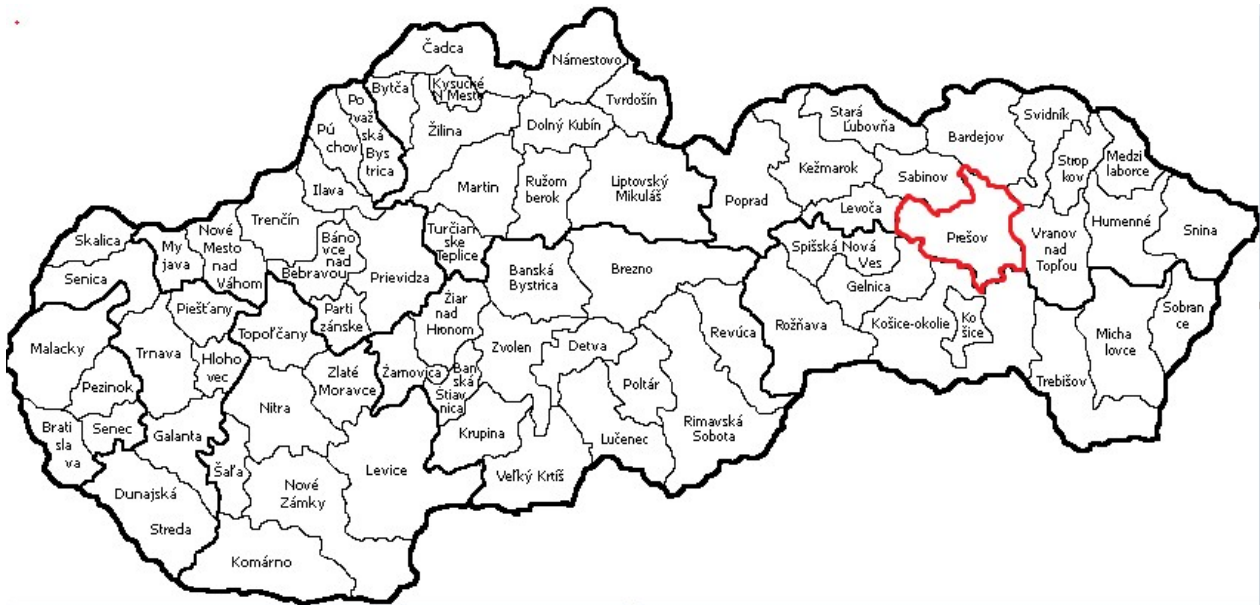 Čadca
Námestovo
Bytča
Kysucké
N Mesto
Tvrdošín
Po
važ
ská
Bys
trica
Pú
chov
Žilina
Dolný Kubín
Ilava
Martin
Ružom
berok
Liptovský
Mikuláš
Stará
Ľubovňa
Bardejov
Svidník
Strop
kov
Medzi
laborce
Kežmarok
Sabinov
Poprad
Levoča
Prešov
Vranov
nad
Topľou
Humenné
Snina
Skalica
Senica
My
java
Nové
Mesto
nad
Váhom
Trenčín
Báno
vce nad
Bebravou
Prievidza
Turčian
ske
Teplice
Banská
Bystrica
Brezno
Spišská Nová
Ves
Gelnica
Rožňava
Košice-okolie
Ko
šice
Sobran
ce
Micha
lovce
Trebišov
Piešťany
Parti
zánske
Žiar
nad
Hronom
Malacky
Trnava
Hloho
vec
Topoľčany
Zlaté
Moravce
Žarnovica
Ban
ská
Štiav
nica
Zvolen
Detva
Poltár
Revúca
Pezinok
Brati
sla
va
Senec
Galanta
Nitra
Krupina
Lučenec
Rimavská
Sobota
Šaľa
Levice
Veľký Krtíš
Dunajská
Streda
Nové
Zámky
Komárno